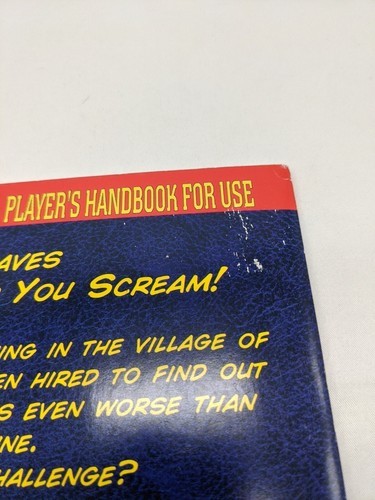 PLAYER'S HANDBOOK FOR USE
AVES
YOU SCREAM!
ING IN THE VILLAGE OF
EN HIRED TO FIND OUT
S EVEN WORSE THAN
NE.
HALLENGE?